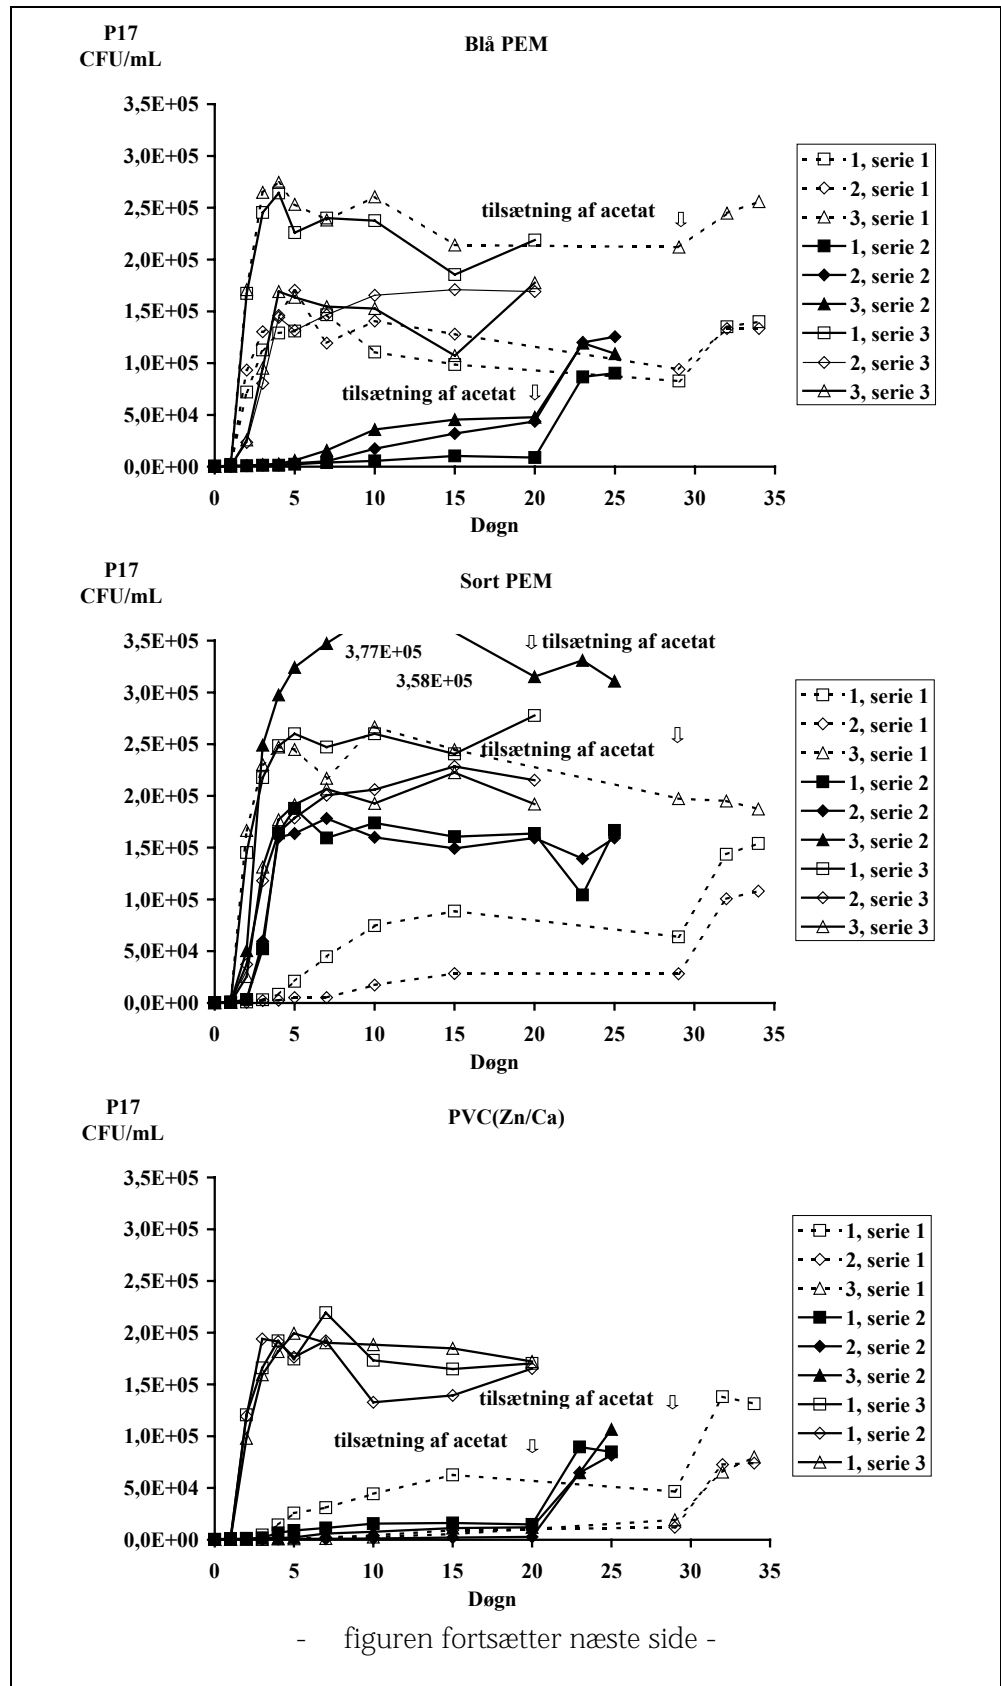 P17
CFU/mL
Blå PEM
3,5E+05
3,0E+05
2,5E+05
2,0E+05
1,5E+05
1,0E+05
5,0E+04
0,0E+00
tilsætning af acetat ⇩
tilsætning af acetat ⇩
0 5 10 15 20 25 30 35
Døgn
1, serie 1
2, serie 1
3, serie 1
1, serie 2
2, serie 2
3, serie 2
1, serie 3
2, serie 3
3, serie 3
P17
CFU/mL
Sort PEM
3,5E+05
3,0E+05
2,5E+05
2,0E+05
1,5E+05
1,0E+05
5,0E+04
0,0E+00
⇩ tilsætning af acetat
3,77E+05
3,58E+05
tilsætning af acetat ⇩
0 5 10 15 20 25 30 35
Døgn
1, serie 1
2, serie 1
3, serie 1
1, serie 2
2, serie 2
3, serie 2
1, serie 3
2, serie 3
3, serie 3
P17
CFU/mL
PVC(Zn/Ca)
3,5E+05
3,0E+05
2,5E+05
2,0E+05
1,5E+05
1,0E+05
5,0E+04
0,0E+00
tilsætning af acetat ⇩
tilsætning af acetat ⇩
0 5 10 15 20 25 30 35
Døgn
1, serie 1
2, serie 1
3, serie 1
1, serie 2
2, serie 2
3, serie 2
1, serie 3
1, serie 2
1, serie 3
- figuren fortsætter næste side -